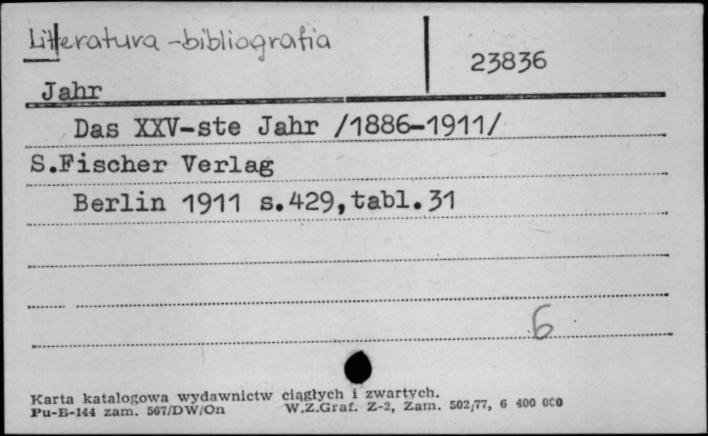 Litteratura - bibliografia
23836
Jahr
Das XXV-ste Jahr /1886-1911/
S.Fischer Verlag
Berlin 1911 s.429,tabl.31
6
Karta katalogowa wydawnictw ciągłych i zwartych.
Pu-B-144 zam. 567/DW/On W.Z.Graf. Z-2, Zam. 502/77, 6 400 000